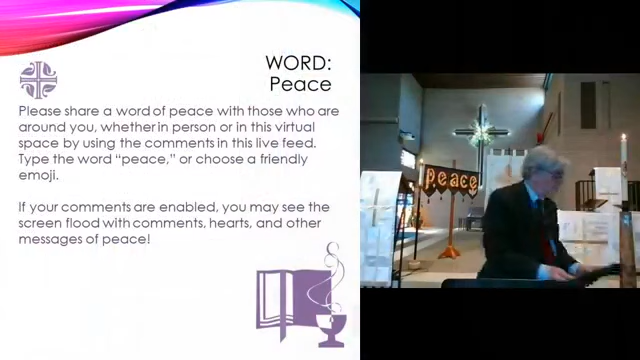 WORD:
Peace
Please share a word of peace with those who are
around you, whether in person or in this virtual
space by using the comments in this live feed.
Type the word “peace,” or choose a friendly
emoji.
If your comments are enabled, you may see the
screen flood with comments, hearts, and other
messages of peace!
peace